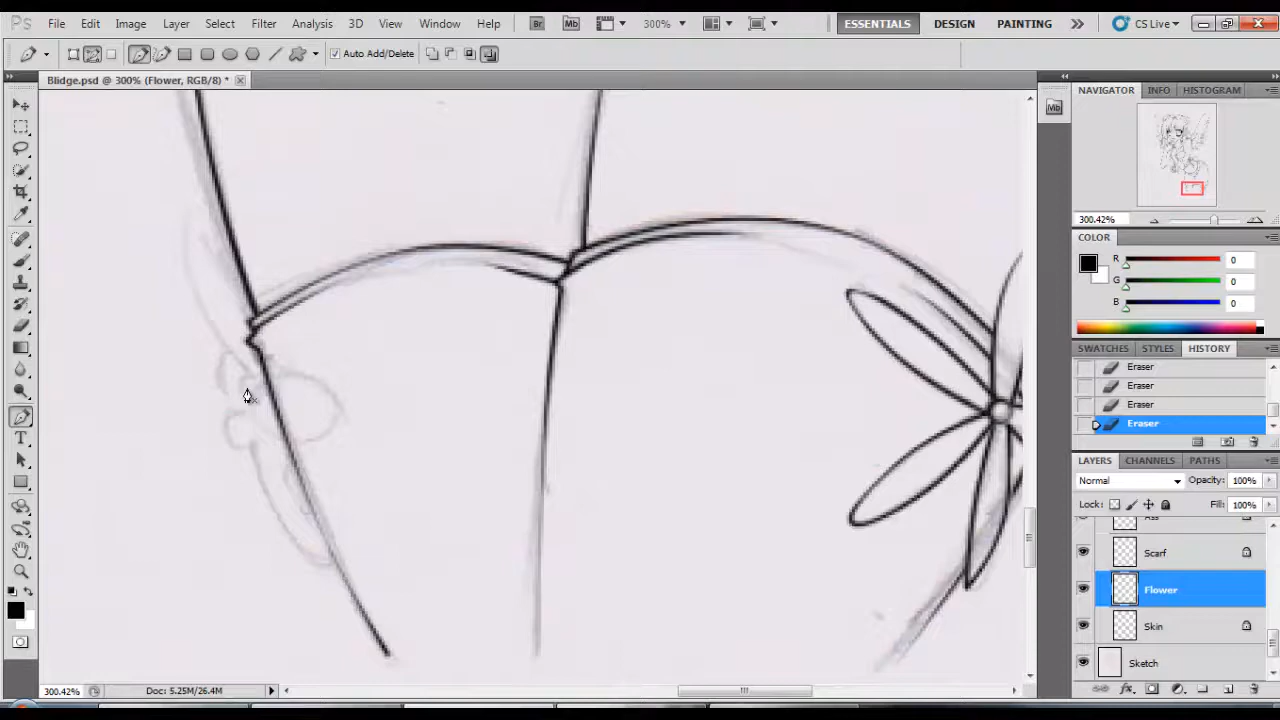 Ps File Edit Image Layer Select Filter Analysis 3D View Window Help Br Mb 300% ESSENTIALS DESIGN PAINTING CS Live
Auto Add/Delete
Blidge.psd @ 300% (Flower, RGB/8) *
NAVIGATOR INFO HISTOGRAM
Mb
300.42%
COLOR
R 0
G 0
B 0
SWATCHES STYLES HISTORY
Eraser
Eraser
Eraser
Eraser
LAYERS CHANNELS PATHS
Normal Opacity: 100%
Lock: Fill: 100%
Scarf
Flower
Skin
Sketch
300.42% Doc: 5.25M/26.4M